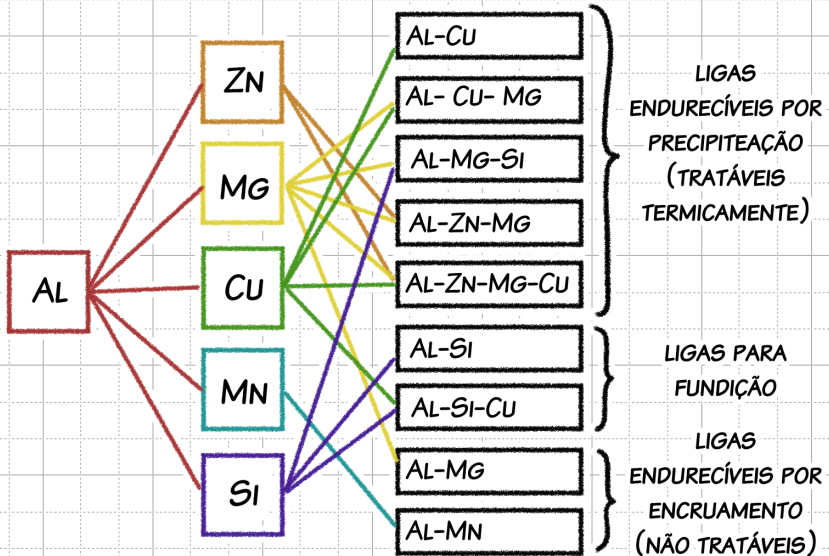 AL
ZN
MG
CU
MN
SI
AL-CU
AL- CU- MG
AL-MG-SI
AL-ZN-MG
AL-ZN-MG-CU
AL-SI
AL-SI-CU
AL-MG
AL-MN
LIGAS
ENDURECÍVEIS POR
PRECIPITEAÇÃO
(TRATÁVEIS
TERMICAMENTE)
LIGAS PARA
FUNDIÇÃO
LIGAS
ENDURECÍVEIS POR
ENCRUAMENTO
(NÃO TRATÁVEIS)